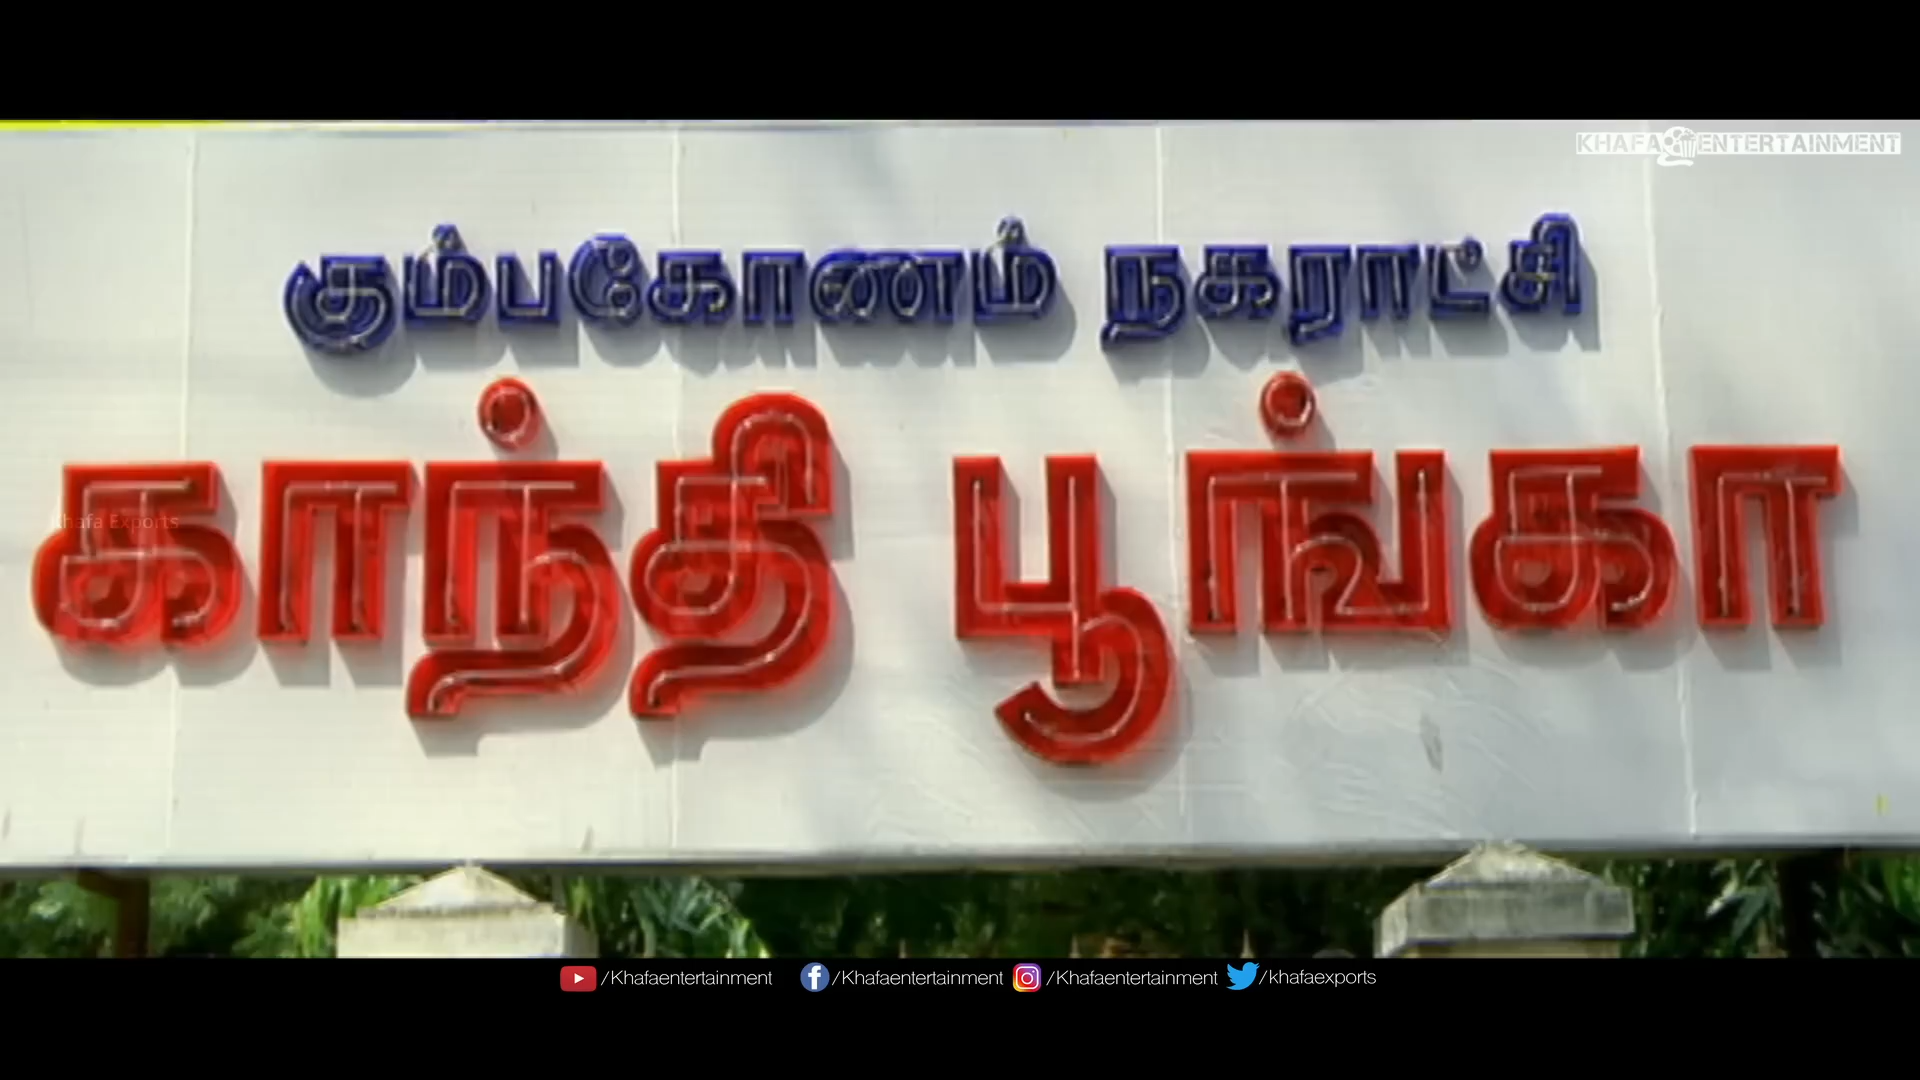 KHAFA ENTERTAINMENT
கும்பகோணம் நகராட்சி
காந்தி பூங்கா
Khafa Exports
/Khafaentertainment /Khafaentertainment /Khafaentertainment /khafaexports